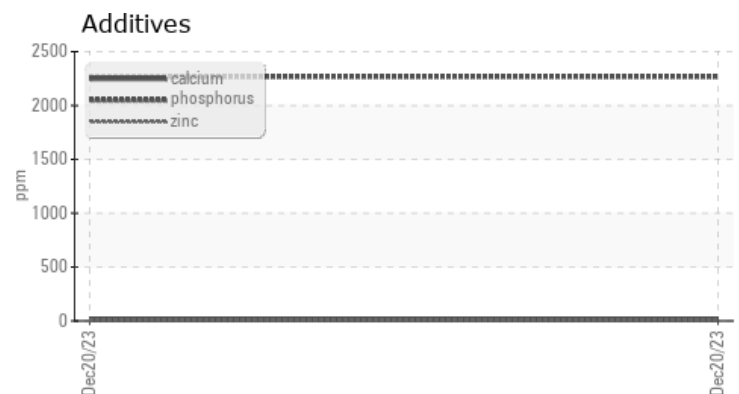 Additives
2500
calcium
phosphorus
2000
zinc
1500
ppm
1000
500
0
Dec20/23
Dec20/23